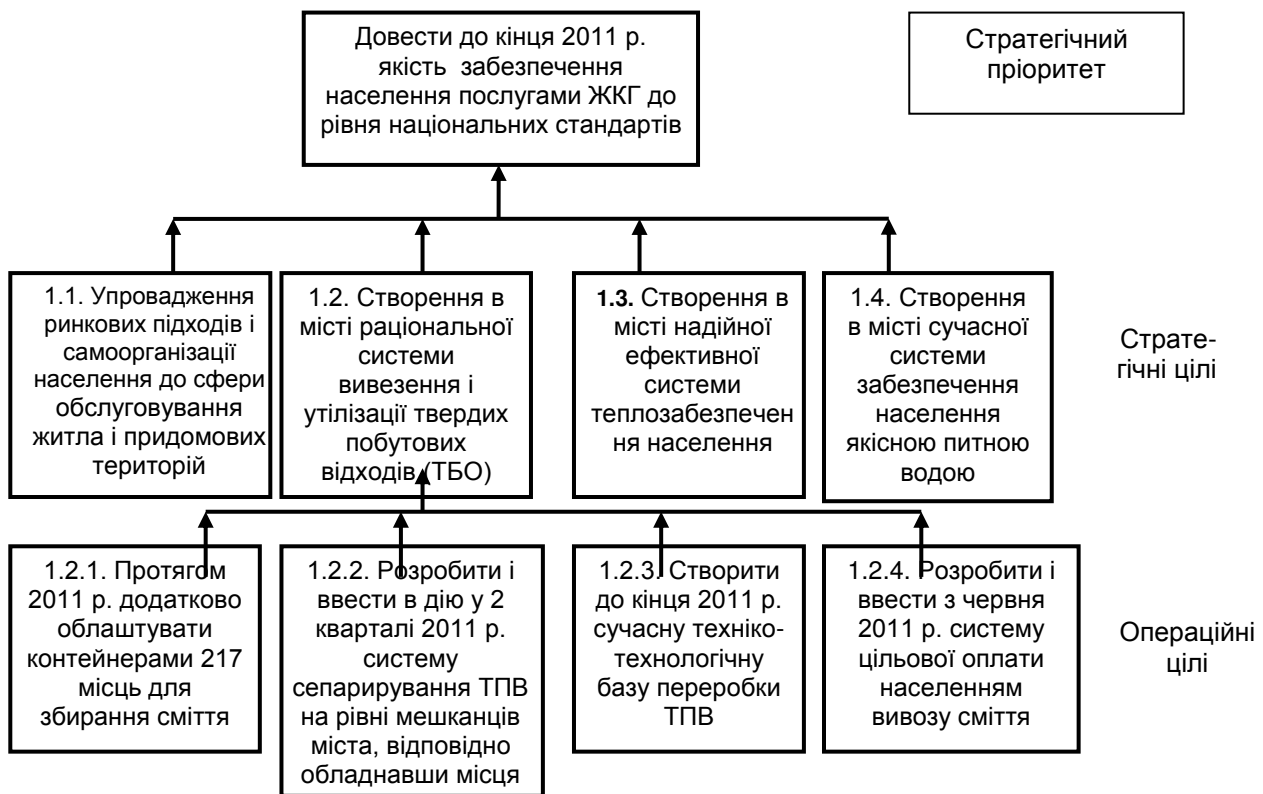 Довести до кінця 2011 р.
якість забезпечення
населення послугами ЖКГ до
рівня національних стандартів
Стратегічний
пріоритет
1.1. Упровадження
ринкових підходів і
самоорганізації
населення до сфери
обслуговування
житла і придомових
територій
1.2. Створення в
місті раціональної
системи
вивезення і
утілізації твердих
побутових
відходів (ТБО)
1.3. Створення в
місті надійної
ефективної
системи
теплозабезпечен
ня населення
1.4. Створення
в місті сучасної
системи
забезпечення
населення
якісною питною
водою
Страте-
гічні цілі
1.2.1. Протягом
2011 р. додатково
облаштувати
контейнерами 217
місць для
збирання сміття
1.2.2. Розробити і
ввести в дію у 2
кварталі 2011 р.
систему
сепарирування ТПВ
на рівні мешканців
міста, відповідно
обладнавши місця
1.2.3. Створити
до кінця 2011 р.
сучасну техніко-
технологічну
базу переробки
ТПВ
1.2.4. Розробити і
ввести з червня
2011 р. систему
цільової оплати
населенням
вивозу сміття
Операційні
цілі